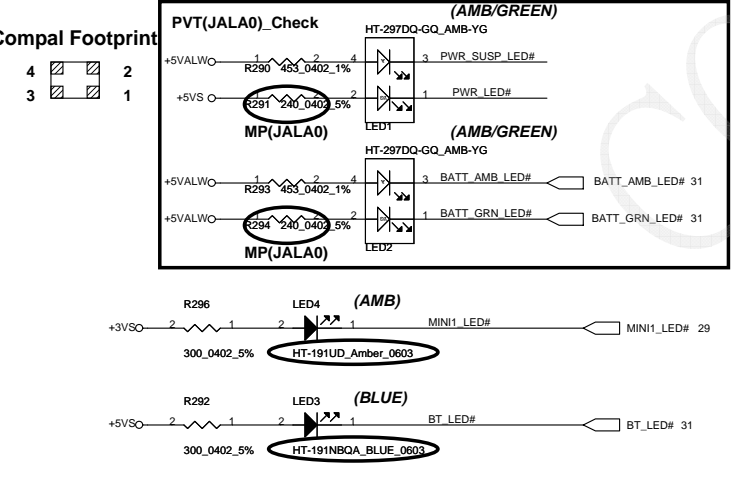 PVT(JALA0)_Check
(AMB/GREEN)
HT-297DQ-GQ_AMB-YG
Compal Footprint
4 2
3 1
+5VALW 1 2 4 Y 3 PWR_SUSP_LED#
R290 453_0402_1%
+5VS 1 2 2 1 PWR_LED#
R291 240_0402_5%
LED1
MP(JALA0)
(AMB/GREEN)
HT-297DQ-GQ_AMB-YG
+5VALW 1 2 4 Y 3 BATT_AMB_LED# BATT_AMB_LED# 31
R293 453_0402_1%
+5VALW 1 2 2 1 BATT_GRN_LED# BATT_GRN_LED# 31
R294 240_0402_5%
LED2
MP(JALA0)
R296 LED4 (AMB)
+3VS 2 1 2 1 MINI1_LED# MINI1_LED# 29
300_0402_5% HT-191UD_Amber_0603
R292 LED3 (BLUE)
+5VS 2 1 2 1 BT_LED# BT_LED# 31
300_0402_5% HT-191NBQA_BLUE_0603